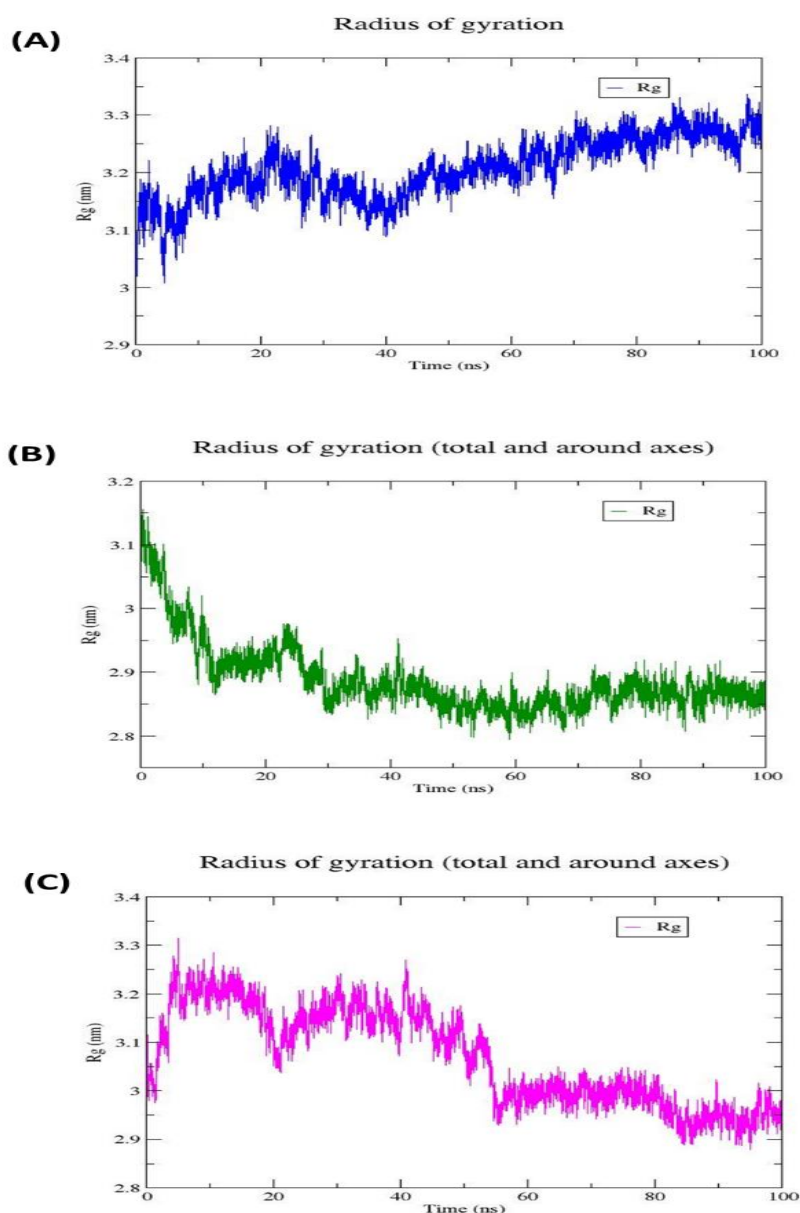 (A)
Radius of gyration
3.4
Rg
3.3
3.2
Rg (nm)
3.1
3
2.9
0 20 40 60 80 100
Time (ns)
(B)
Radius of gyration (total and around axes)
3.2
Rg
3.1
3
Rg (nm)
2.9
2.8
0 20 40 60 80 100
Time (ns)
(C)
Radius of gyration (total and around axes)
3.4
Rg
3.3
3.2
3.1
Rg (nm)
3
2.9
2.8
0 20 40 60 80 100
Time (ns)